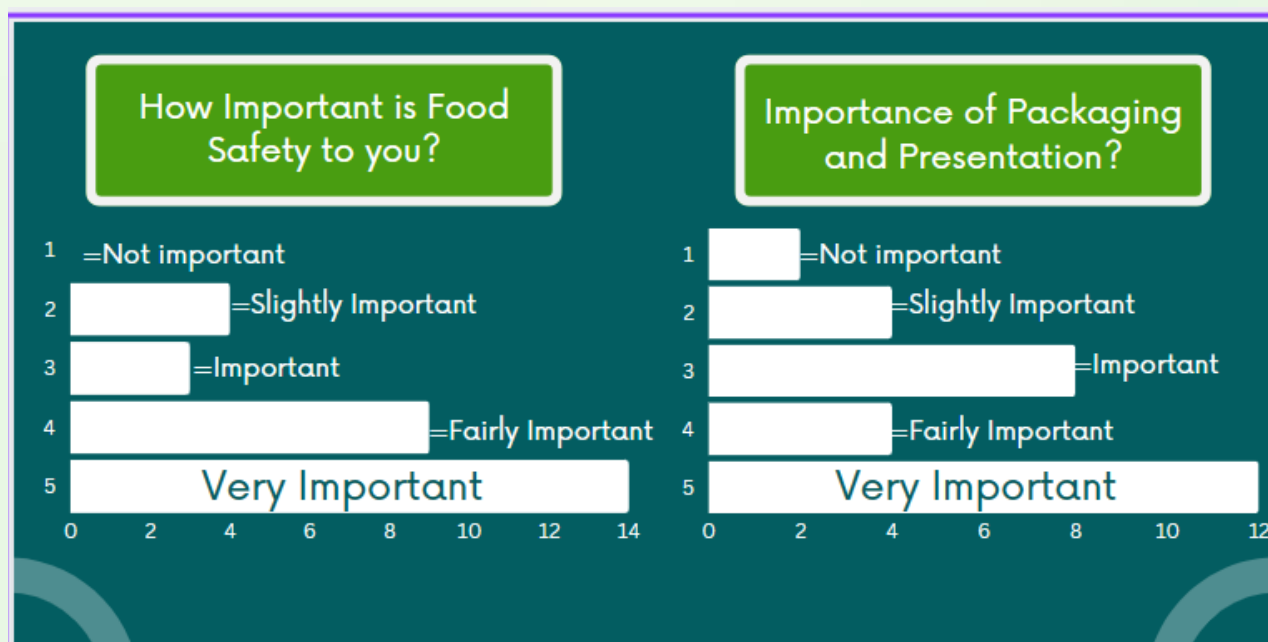 How Important is Food
Safety to you?
1 =Not important
2 =Slightly Important
3 =Important
4 =Fairly Important
5 Very Important
0 2 4 6 8 10 12 14
Importance of Packaging
and Presentation?
1 =Not important
2 =Slightly Important
3 =Important
4 =Fairly Important
5 Very Important
0 2 4 6 8 10 12